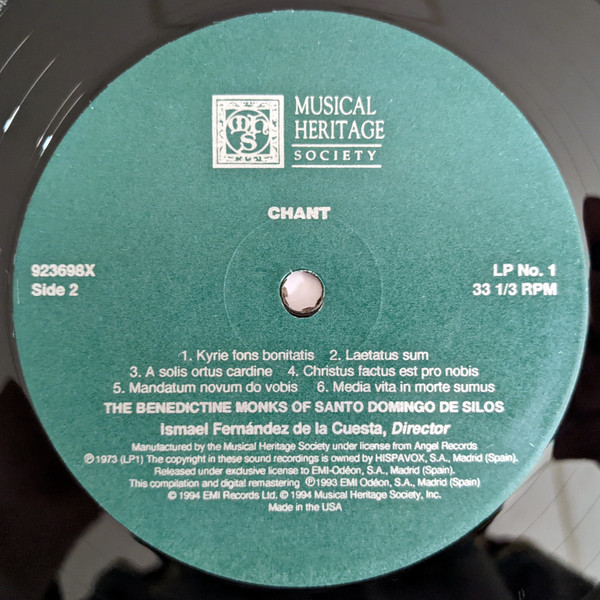 MHS
MUSICAL
HERITAGE
SOCIETY
CHANT
923698X
Side 2
LP No. 1
33 1/3 RPM
1. Kyrie fons bonitatis 2. Laetatus sum
3. A solis ortus cardine 4. Christus factus est pro nobis
5. Mandatum novum do vobis 6. Media vita in morte sumus
THE BENEDICTINE MONKS OF SANTO DOMINGO DE SILOS
Ismael Fernández de la Cuesta, Director
Manufactured by the Musical Heritage Society under license from Angel Records
℗ 1973 (LP1) The copyright in these sound recordings is owned by HISPAVOX, S.A., Madrid (Spain).
Released under exclusive license to EMI-Odéon, S.A., Madrid (Spain).
This compilation and digital remastering ℗ 1993 EMI Odéon, S.A., Madrid (Spain)
© 1994 EMI Records Ltd. © 1994 Musical Heritage Society, Inc.
Made in the USA